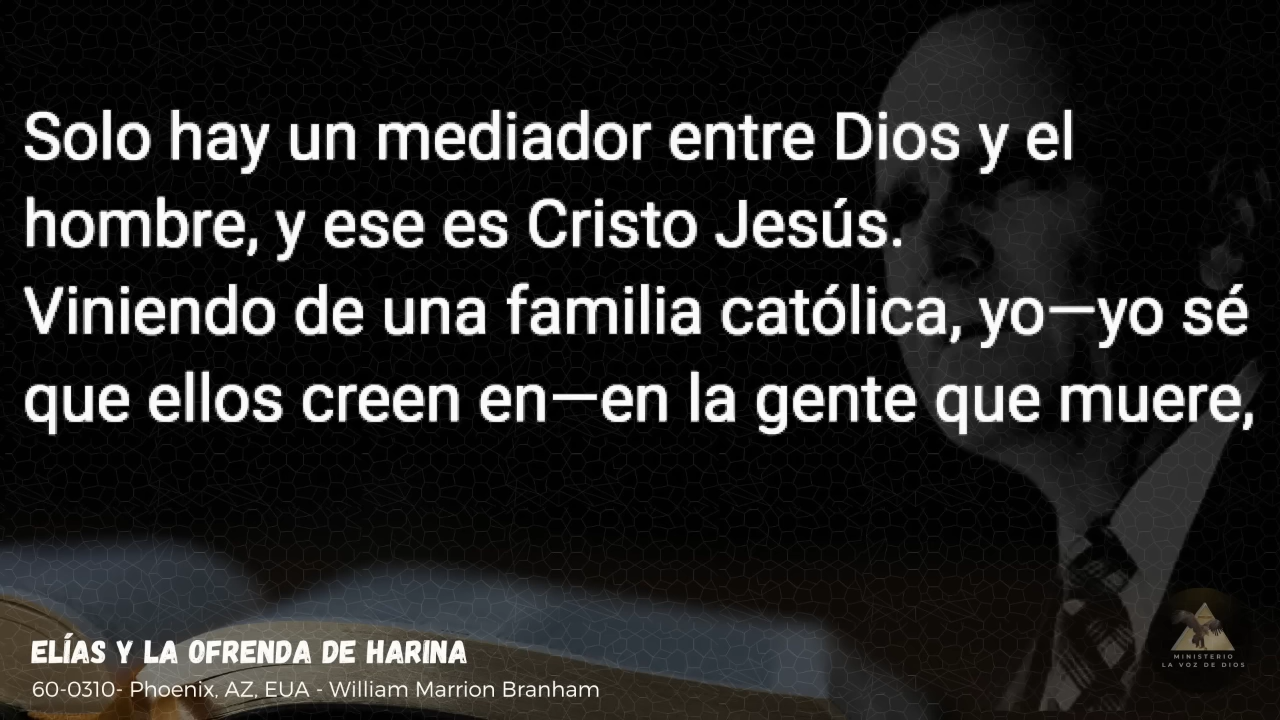 Solo hay un mediador entre Dios y el
hombre, y ese es Cristo Jesús.
Viniendo de una familia católica, yo—yo sé
que ellos creen en—en la gente que muere,
ELÍAS Y LA OFRENDA DE HARINA
60-0310- Phoenix, AZ, EUA - William Marrion Branham
MINISTERIO
LA VOZ DE DIOS